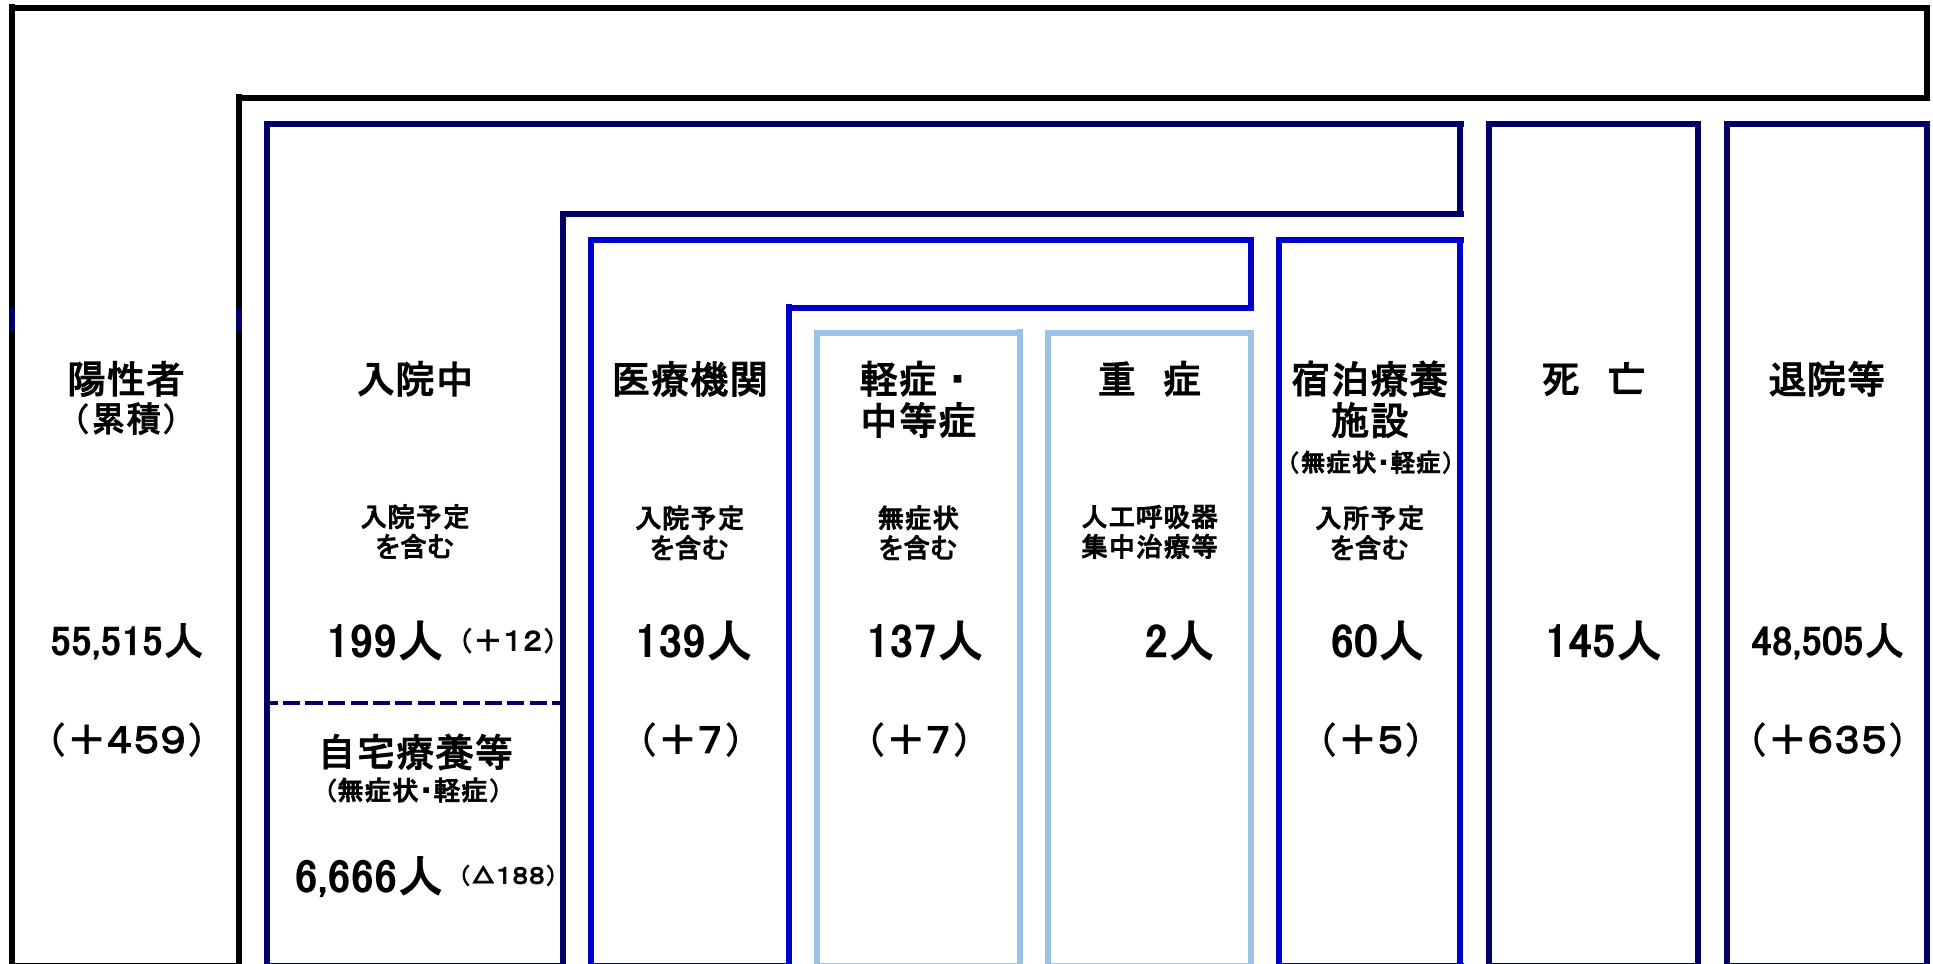 陽性者
（累積）
55,515人
（＋459）
入院中
入院予定
を含む
199人（＋12）
自宅療養等
（無症状・軽症）
6,666人（△188）
医療機関
入院予定
を含む
139人
（＋7）
軽症・
中等症
無症状
を含む
137人
（＋7）
重　症
人工呼吸器
集中治療等
2人
宿泊療養
施設
（無症状・軽症）
入所予定
を含む
60人
（＋5）
死　亡
145人
退院等
48,505人
（＋635）